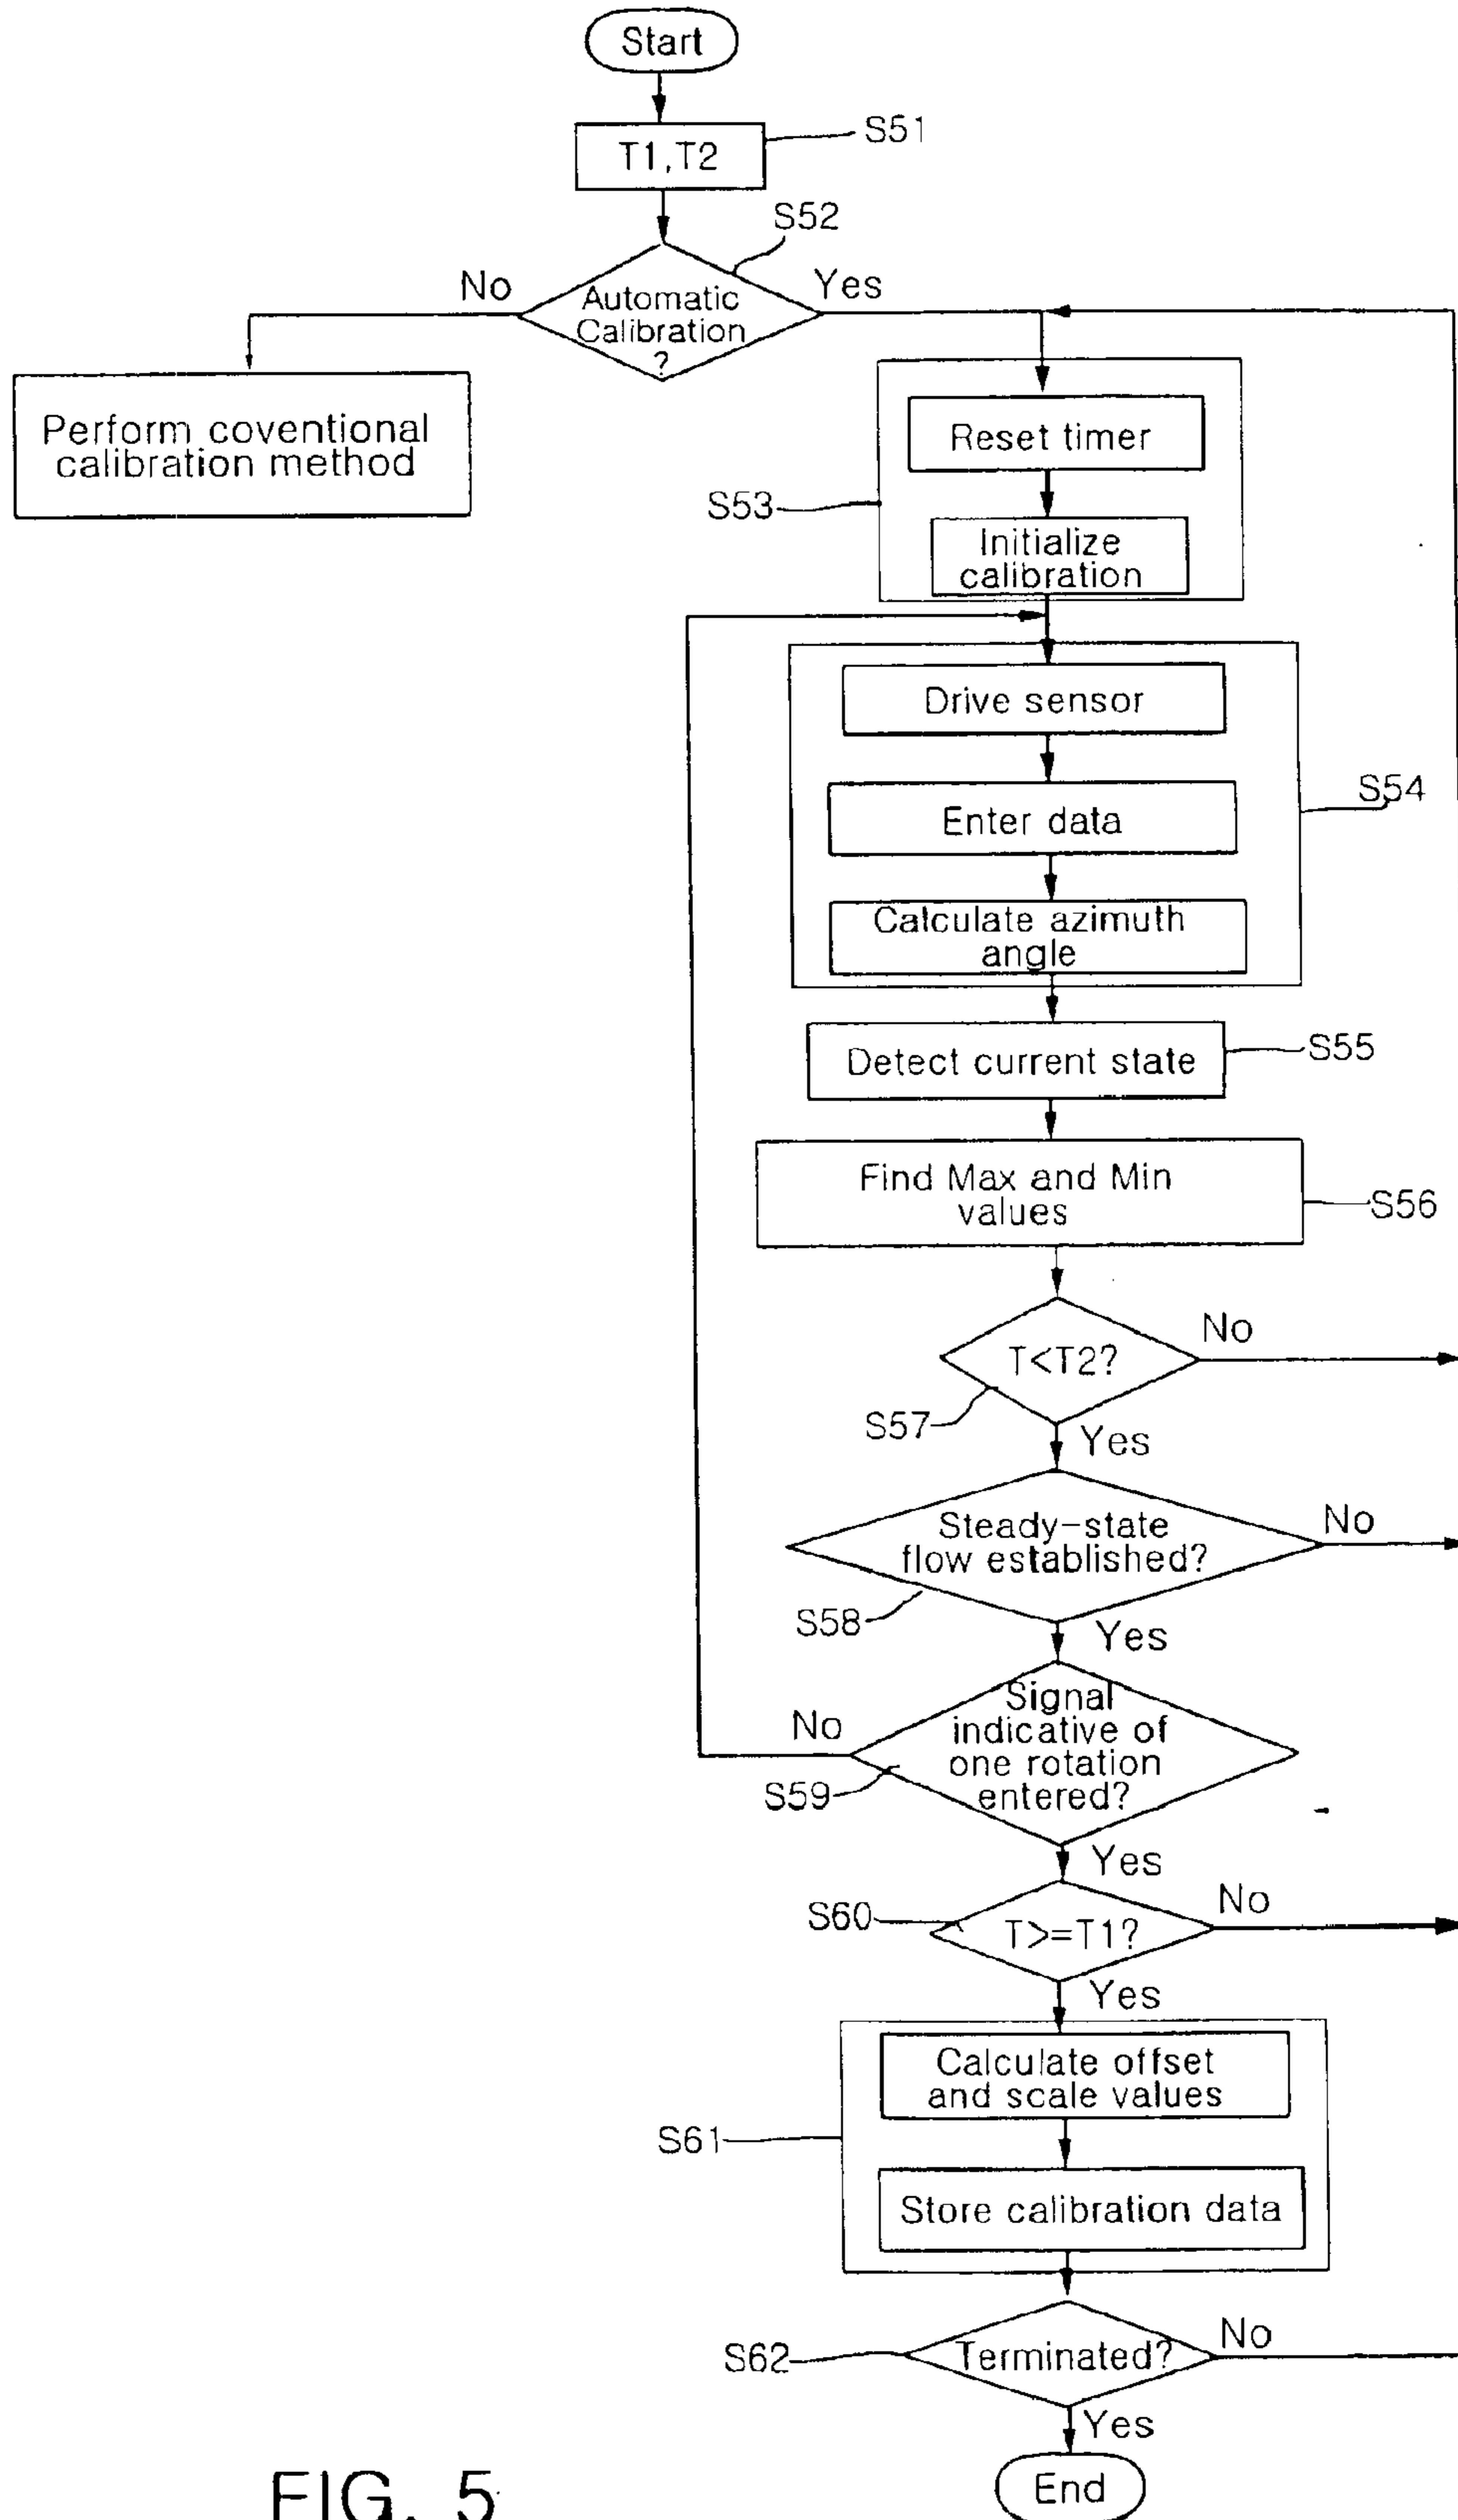 Start
T1,T2
S51
S52
No
Automatic
Calibration
?
Yes
Perform coventional
calibration method
Reset timer
S53
Initialize
calibration
Drive sensor
Enter data
S54
Calculate azimuth
angle
Detect current state
S55
Find Max and Min
values
S56
T<T2?
No
S57
Yes
Steady-state
flow established?
No
S58
Yes
Signal
indicative of
one rotation
entered?
No
S59
Yes
S60
T>=T1?
No
Yes
Calculate offset
and scale values
S61
Store calibration data
S62
Terminated?
No
Yes
End
FIG. 5